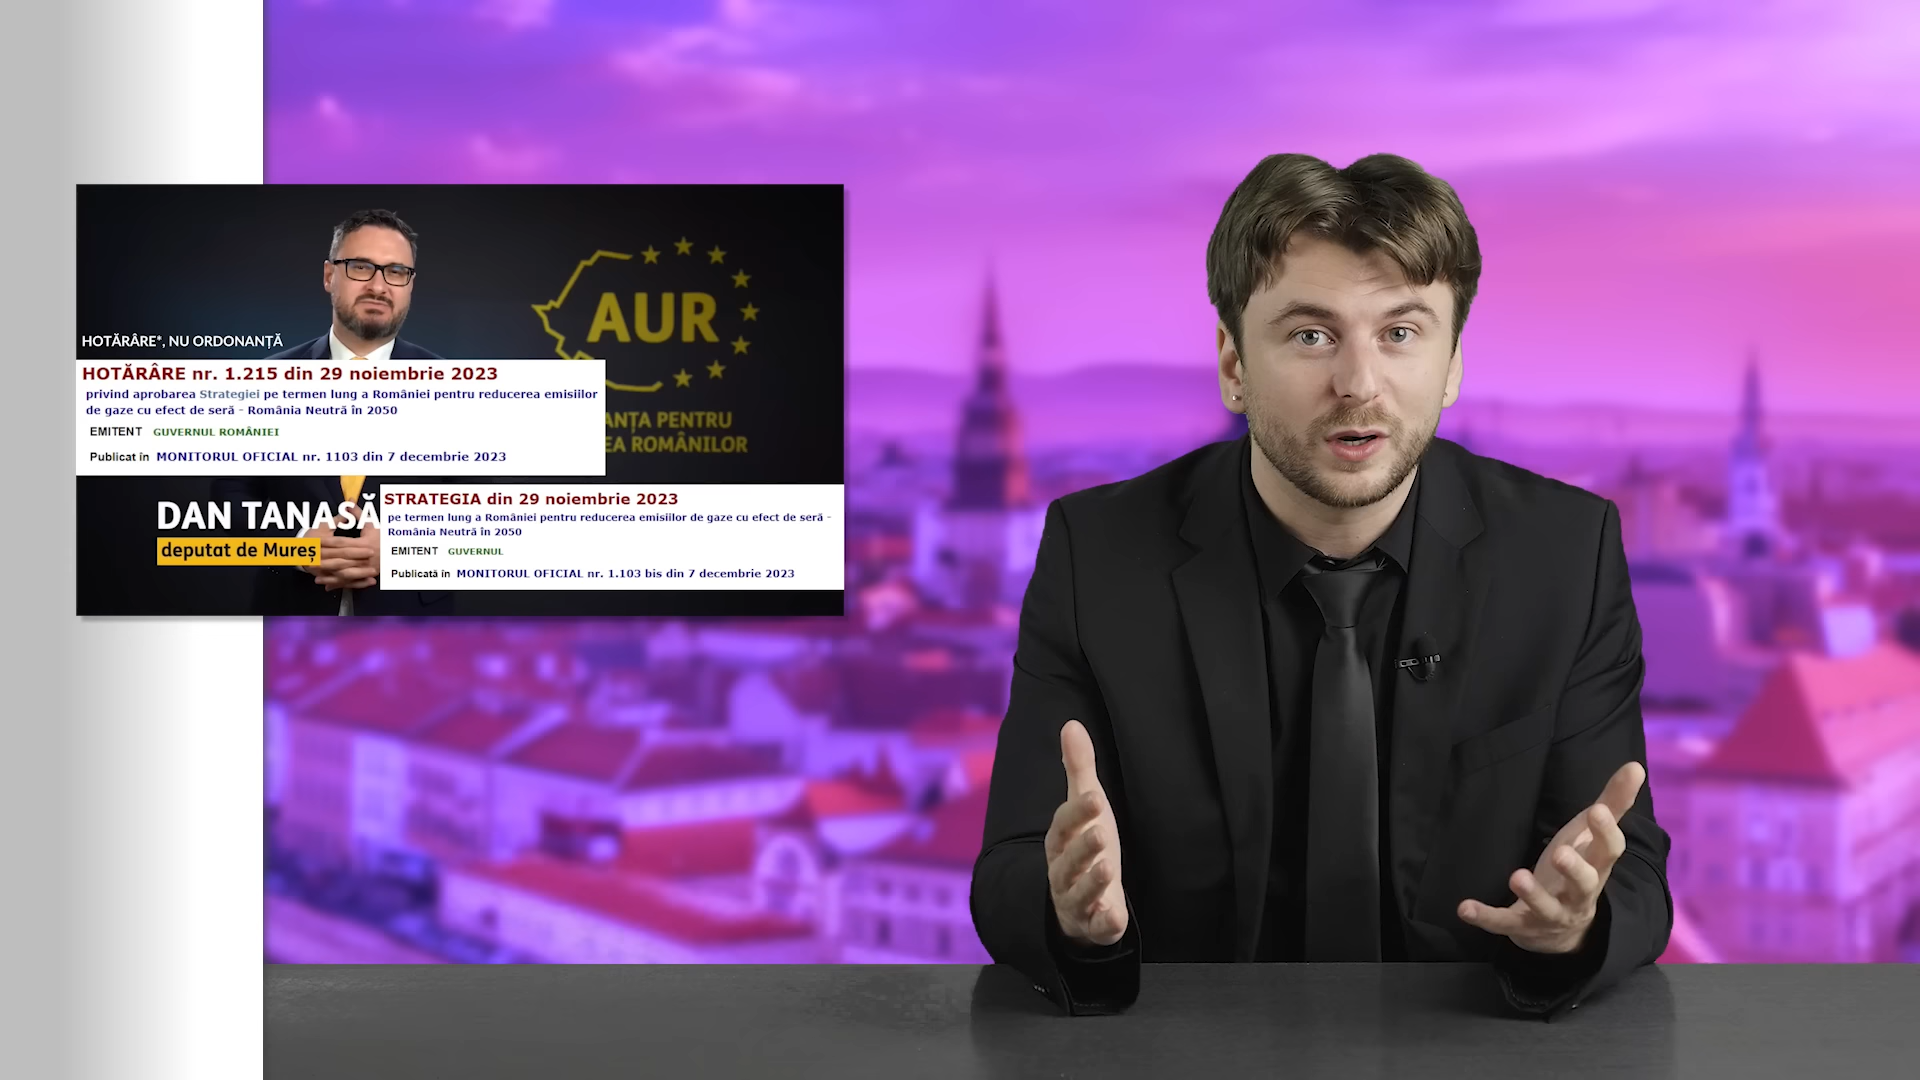 AUR
ANȚA PENTRU
EA ROMÂNILOR
HOTĂRÂRE*, NU ORDONANȚĂ
HOTĂRÂRE nr. 1.215 din 29 noiembrie 2023
privind aprobarea Strategiei pe termen lung a României pentru reducerea emisiilor
de gaze cu efect de seră - România Neutră în 2050
EMITENT GUVERNUL ROMÂNIEI
Publicat în MONITORUL OFICIAL nr. 1103 din 7 decembrie 2023
DAN TANASĂ
deputat de Mureș
STRATEGIA din 29 noiembrie 2023
pe termen lung a României pentru reducerea emisiilor de gaze cu efect de seră -
România Neutră în 2050
EMITENT GUVERNUL
Publicată în MONITORUL OFICIAL nr. 1.103 bis din 7 decembrie 2023